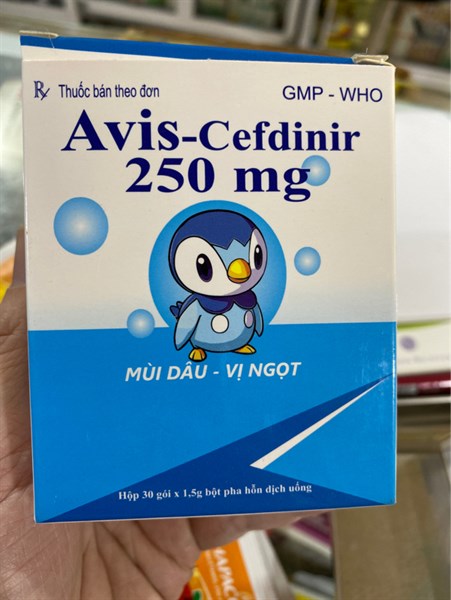 Rx Thuốc bán theo đơn
GMP - WHO
Avis-Cefdinir
250 mg
MÙI DÂU - VỊ NGỌT
Hộp 30 gói x 1,5g bột pha hỗn dịch uống